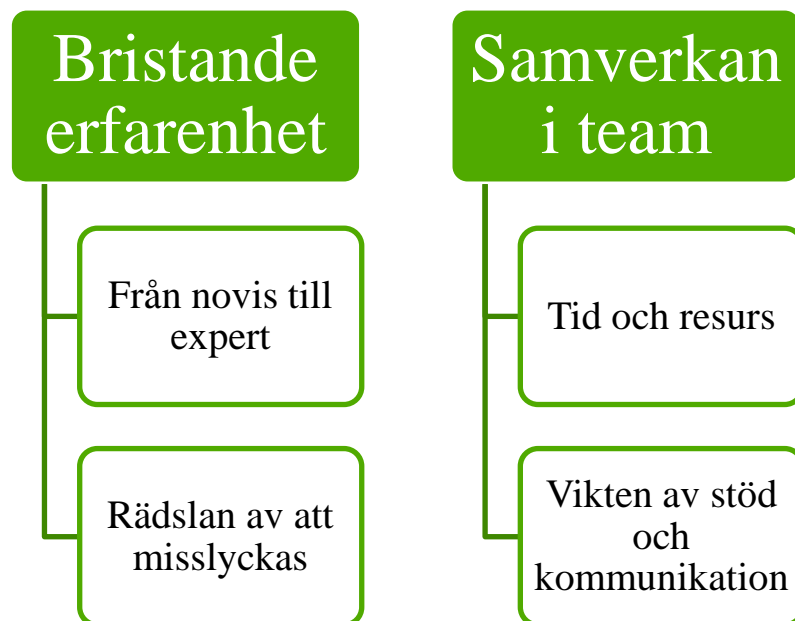 Bristande
erfarenhet
Från novis till
expert
Rädslan av att
misslyckas
Samverkan
i team
Tid och resurs
Vikten av stöd
och
kommunikation